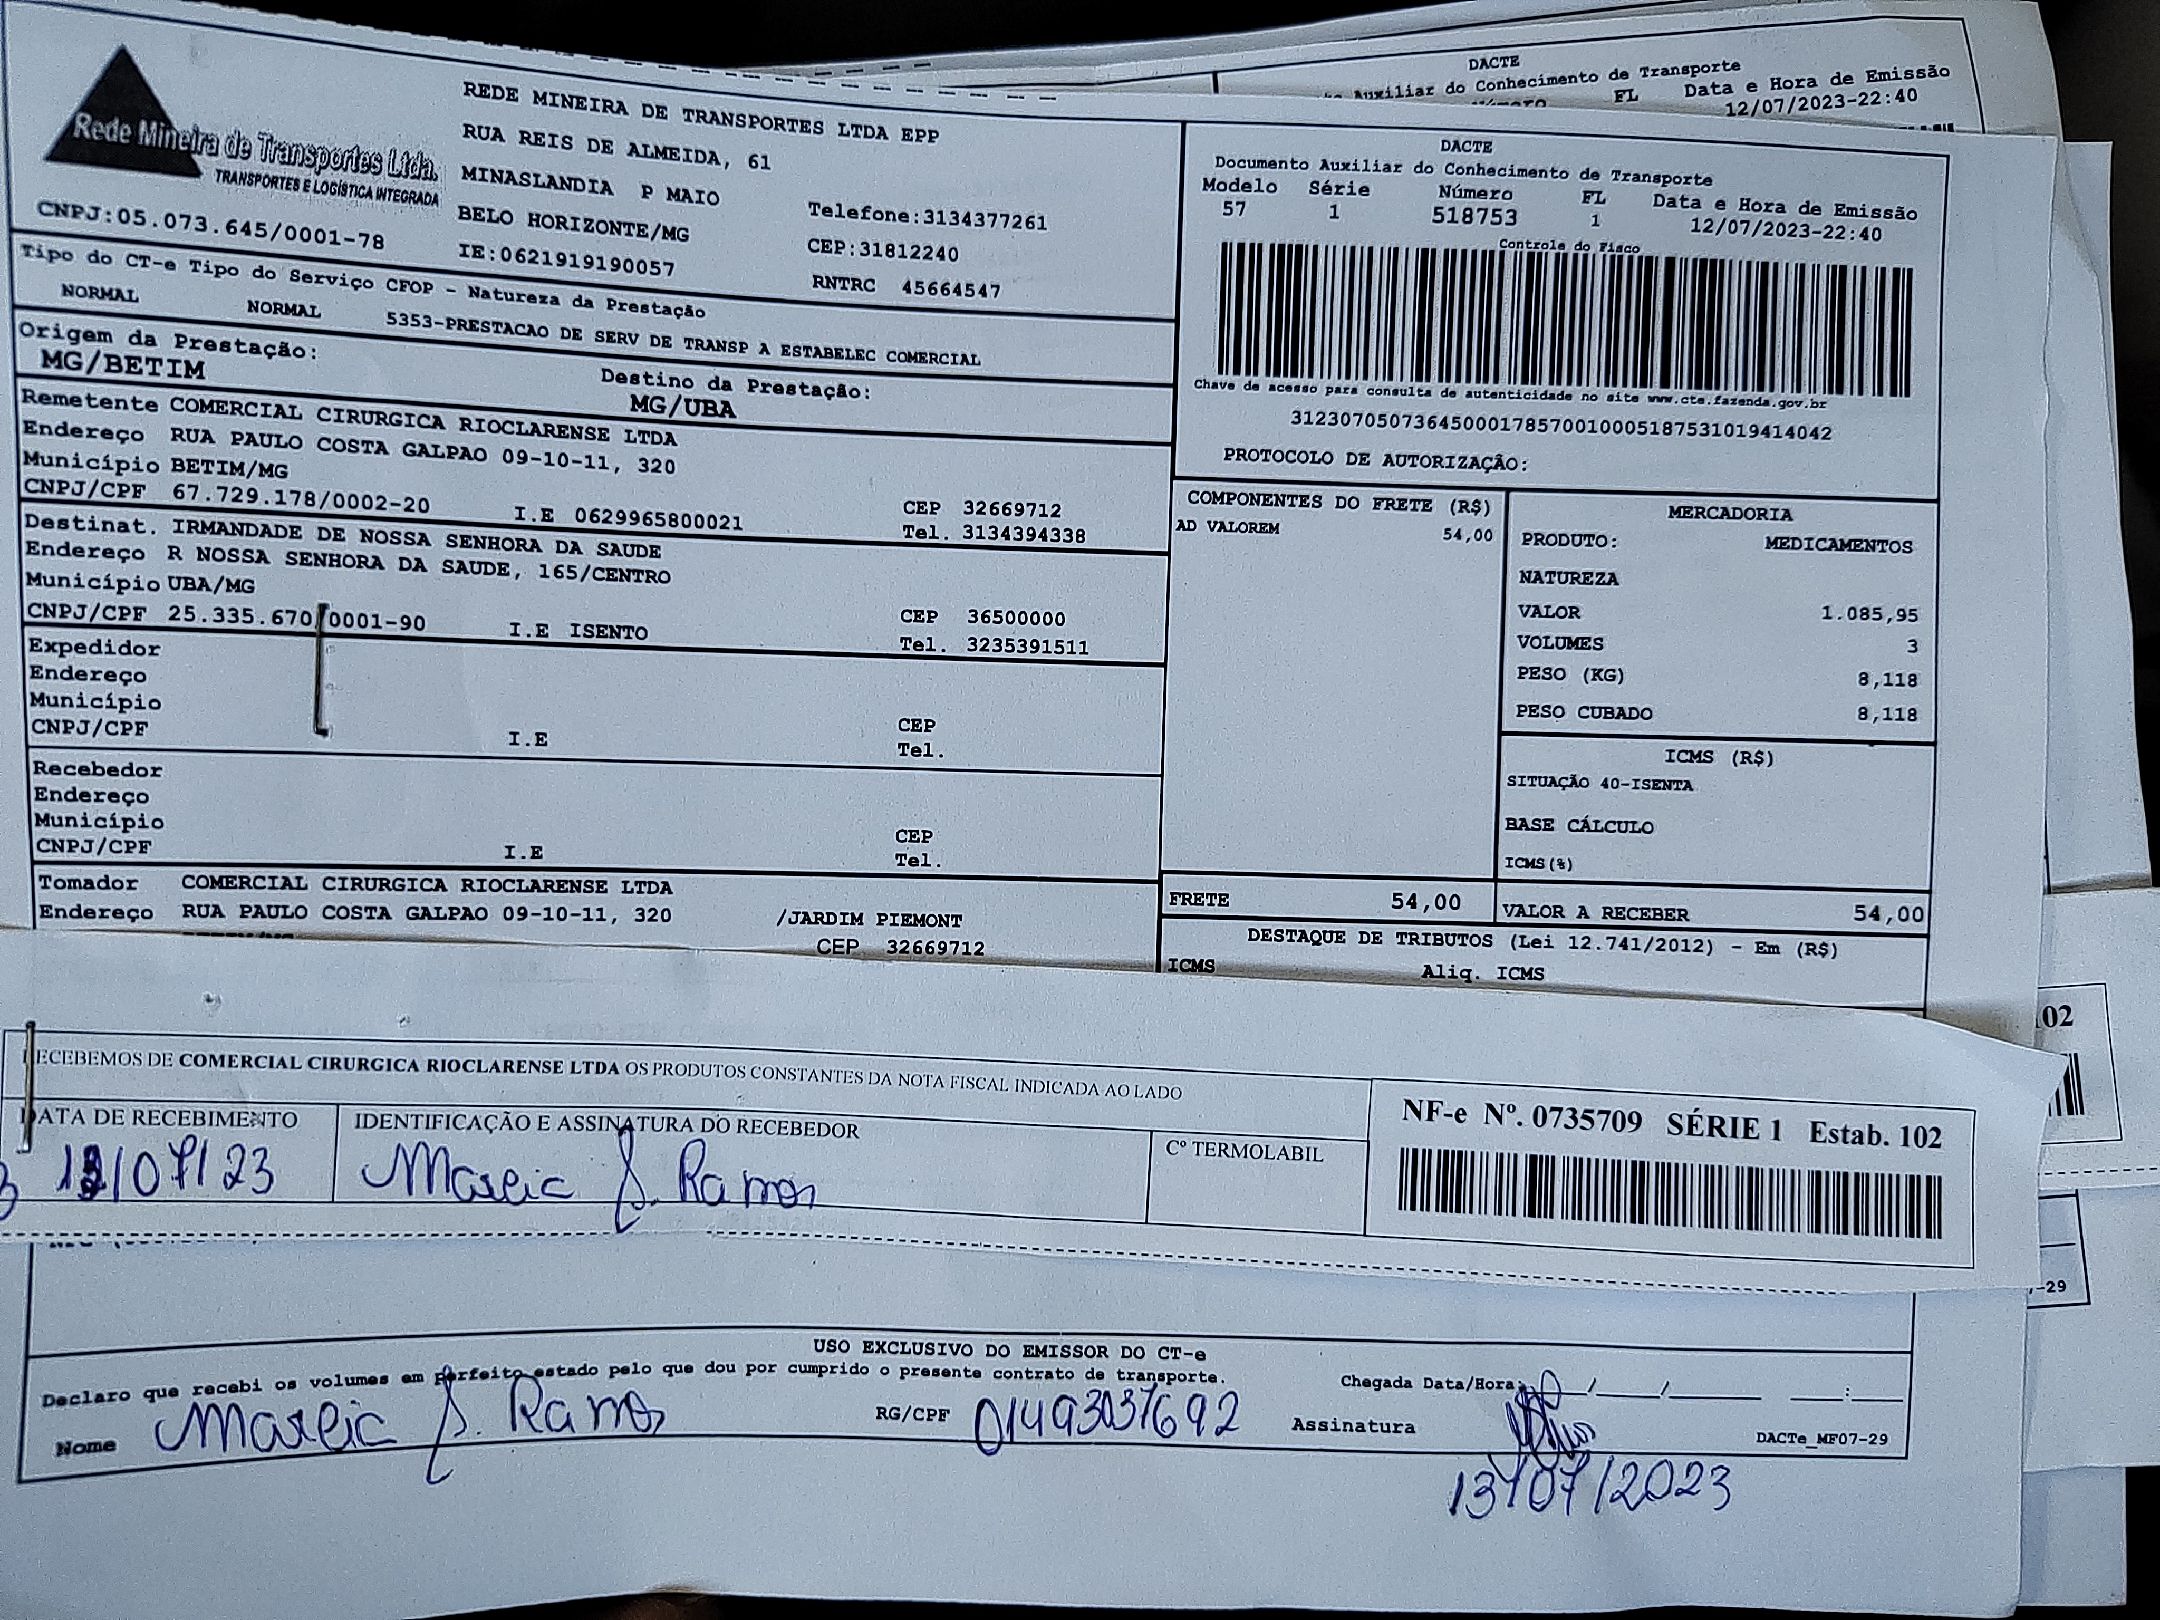 DACTE
Auxiliar do Conhecimento de Transporte
FL Data e Hora de Emissão
12/07/2023-22:40
Rede Mineira de Transportes Ltda.
TRANSPORTES E LOGÍSTICA INTEGRADA
CNPJ:05.073.645/0001-78
REDE MINEIRA DE TRANSPORTES LTDA EPP
RUA REIS DE ALMEIDA, 61
MINASLANDIA P MAIO
BELO HORIZONTE/MG
IE:0621919190057
Telefone:3134377261
CEP:31812240
RNTRC 45664547
DACTE
Documento Auxiliar do Conhecimento de Transporte
Modelo Série Número FL Data e Hora de Emissão
57 1 518753 1 12/07/2023-22:40
Controle do Fisco
Chave de acesso para consulta de autenticidade no site www.cte.fazenda.gov.br
31230705073645000178570010005187531019414042
PROTOCOLO DE AUTORIZAÇÃO:
Tipo do CT-e Tipo do Serviço CFOP - Natureza da Prestação
NORMAL NORMAL 5353-PRESTACAO DE SERV DE TRANSP A ESTABELEC COMERCIAL
Origem da Prestação: Destino da Prestação:
MG/BETIM MG/UBA
Remetente COMERCIAL CIRURGICA RIOCLARENSE LTDA
Endereço RUA PAULO COSTA GALPAO 09-10-11, 320
Município BETIM/MG CEP 32669712
CNPJ/CPF 67.729.178/0002-20 I.E 0629965800021 Tel. 3134394338
Destinat. IRMANDADE DE NOSSA SENHORA DA SAUDE
Endereço R NOSSA SENHORA DA SAUDE, 165/CENTRO
Município UBA/MG CEP 36500000
CNPJ/CPF 25.335.670/0001-90 I.E ISENTO Tel. 3235391511
Expedidor
Endereço
Município CEP
CNPJ/CPF I.E Tel.
Recebedor
Endereço
Município CEP
CNPJ/CPF I.E Tel.
Tomador COMERCIAL CIRURGICA RIOCLARENSE LTDA
Endereço RUA PAULO COSTA GALPAO 09-10-11, 320 /JARDIM PIEMONT
CEP 32669712
COMPONENTES DO FRETE (R$)
AD VALOREM 54,00
MERCADORIA
PRODUTO: MEDICAMENTOS
NATUREZA
VALOR 1.085,95
VOLUMES 3
PESO (KG) 8,118
PESO CUBADO 8,118
ICMS (R$)
SITUAÇÃO 40-ISENTA
BASE CÁLCULO
ICMS(%)
FRETE 54,00 VALOR A RECEBER 54,00
DESTAQUE DE TRIBUTOS (Lei 12.741/2012) - Em (R$)
ICMS Aliq. ICMS
02
RECEBEMOS DE COMERCIAL CIRURGICA RIOCLARENSE LTDA OS PRODUTOS CONSTANTES DA NOTA FISCAL INDICADA AO LADO
DATA DE RECEBIMENTO IDENTIFICAÇÃO E ASSINATURA DO RECEBEDOR Cº TERMOLABIL
13/07/23 Marcic S. Ramos
NF-e Nº. 0735709 SÉRIE 1 Estab. 102
-29
USO EXCLUSIVO DO EMISSOR DO CT-e
Declaro que recebi os volumes em perfeito estado pelo que dou por cumprido o presente contrato de transporte.
Chegada Data/Hora: / / :
Nome Marcic S. Ramos RG/CPF 01493037692 Assinatura
DACTe_MF07-29
13/07/2023